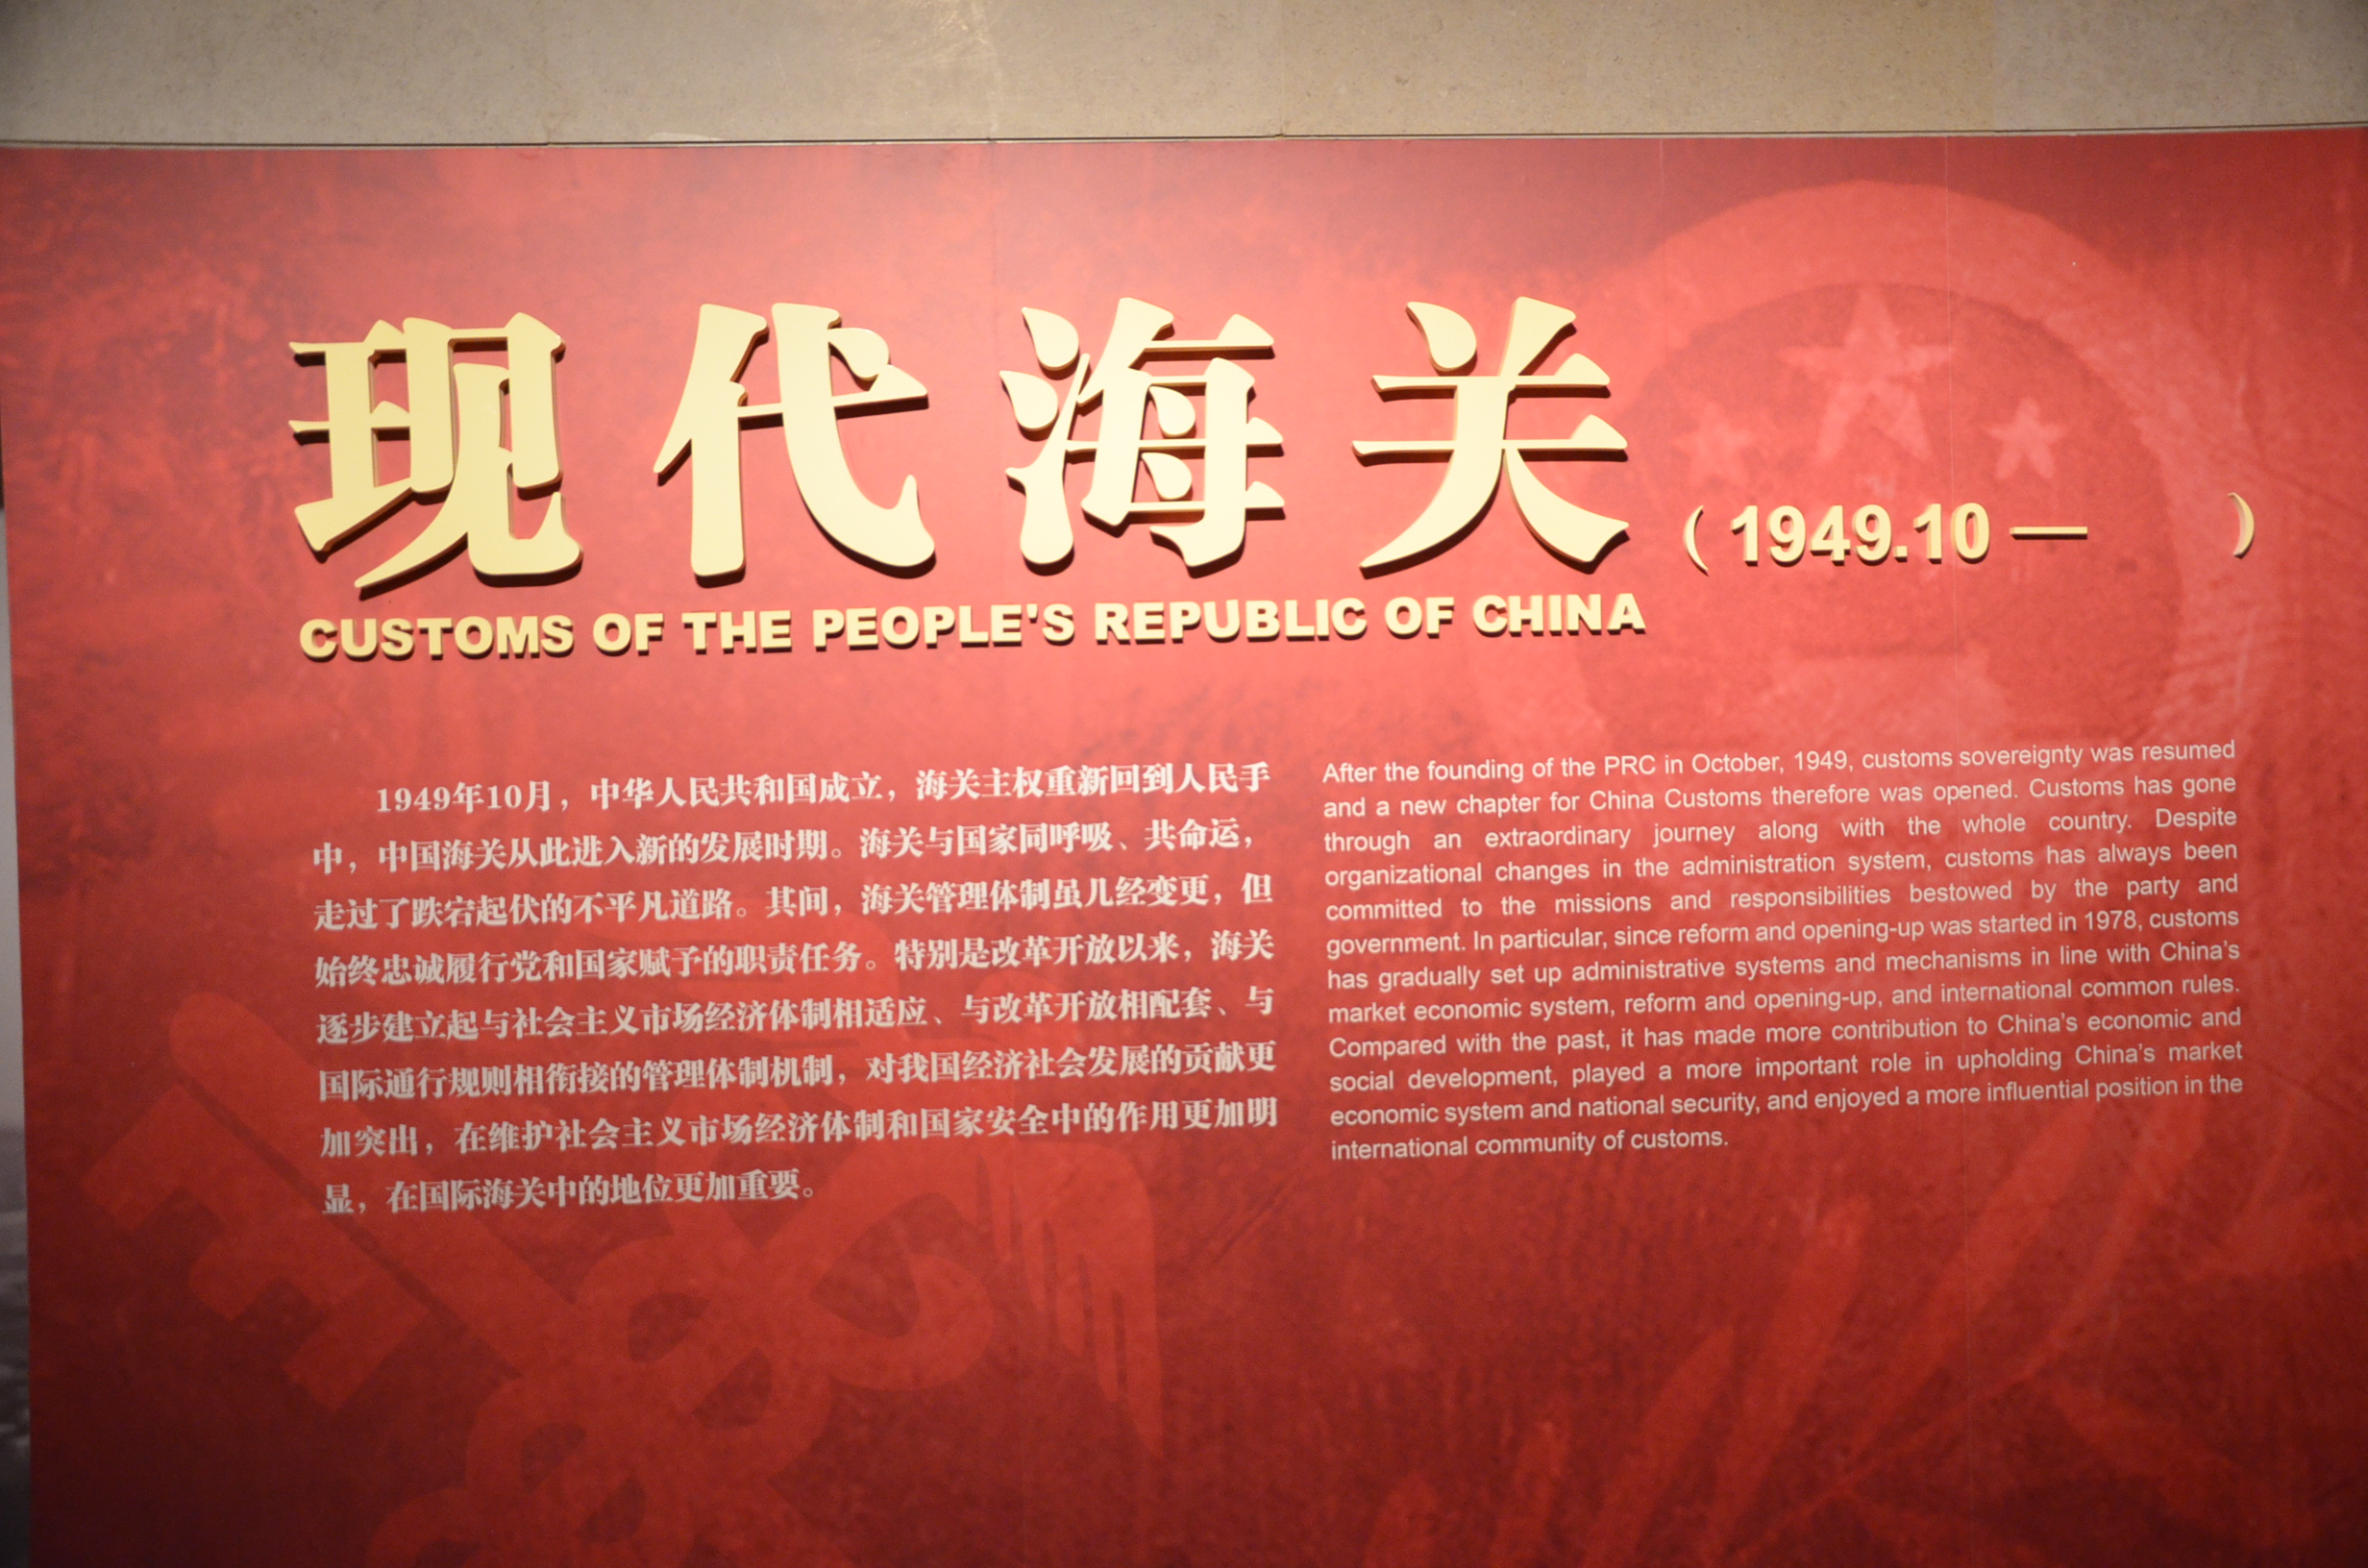 现代海关
（1949.10 —　　）
CUSTOMS OF THE PEOPLE'S REPUBLIC OF CHINA
1949年10月，中华人民共和国成立，海关主权重新回到人民手
中，中国海关从此进入新的发展时期。海关与国家同呼吸、共命运，
走过了跌宕起伏的不平凡道路。其间，海关管理体制虽几经变更，但
始终忠诚履行党和国家赋予的职责任务。特别是改革开放以来，海关
逐步建立起与社会主义市场经济体制相适应、与改革开放相配套、与
国际通行规则相衔接的管理体制机制，对我国经济社会发展的贡献更
加突出，在维护社会主义市场经济体制和国家安全中的作用更加明
显，在国际海关中的地位更加重要。
After the founding of the PRC in October, 1949, customs sovereignty was resumed
and a new chapter for China Customs therefore was opened. Customs has gone
through an extraordinary journey along with the whole country. Despite
organizational changes in the administration system, customs has always been
committed to the missions and responsibilities bestowed by the party and
government. In particular, since reform and opening-up was started in 1978, customs
has gradually set up administrative systems and mechanisms in line with China's
market economic system, reform and opening-up, and international common rules.
Compared with the past, it has made more contribution to China's economic and
social development, played a more important role in upholding China's market
economic system and national security, and enjoyed a more influential position in the
international community of customs.